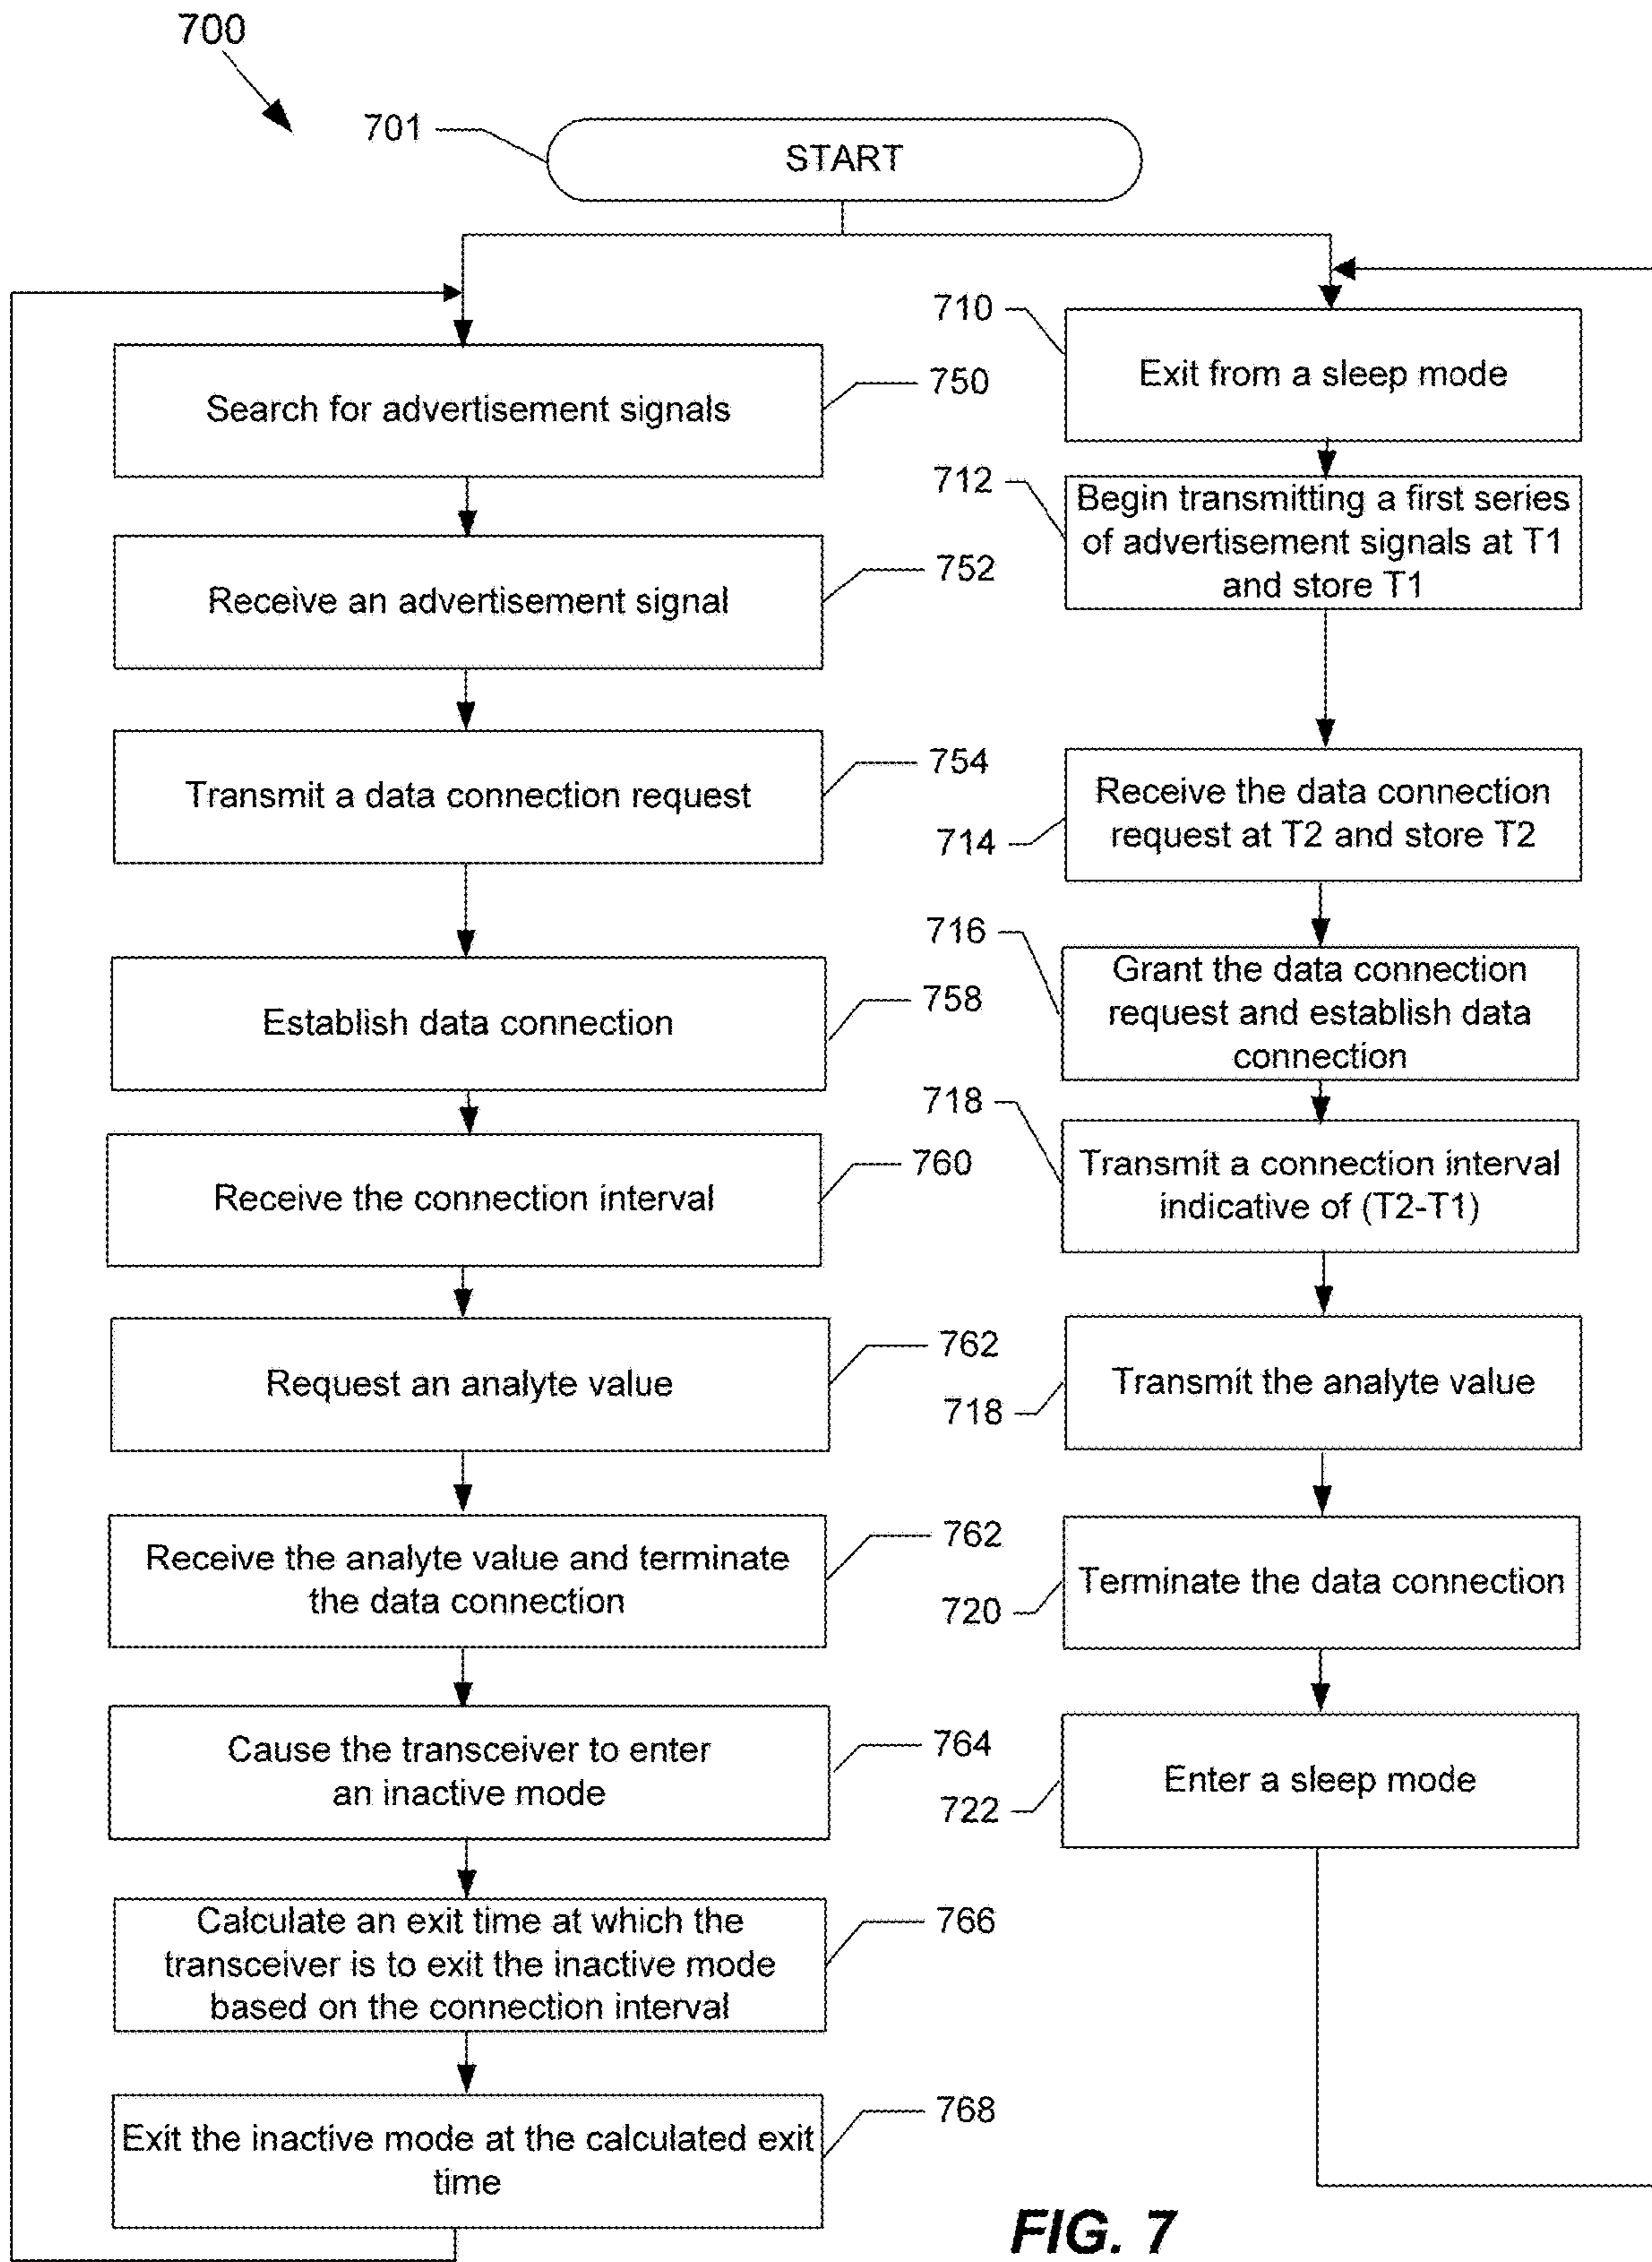 700
701
START
Search for advertisement signals
750
Receive an advertisement signal
752
Transmit a data connection request
754
Establish data connection
758
Receive the connection interval
760
Request an analyte value
762
Receive the analyte value and terminate
the data connection
762
Cause the transceiver to enter
an inactive mode
764
Calculate an exit time at which the
transceiver is to exit the inactive mode
based on the connection interval
766
Exit the inactive mode at the calculated exit
time
768
710
Exit from a sleep mode
712
Begin transmitting a first series
of advertisement signals at T1
and store T1
714
Receive the data connection
request at T2 and store T2
716
Grant the data connection
request and establish data
connection
718
Transmit a connection interval
indicative of (T2-T1)
718
Transmit the analyte value
720
Terminate the data connection
722
Enter a sleep mode
FIG. 7